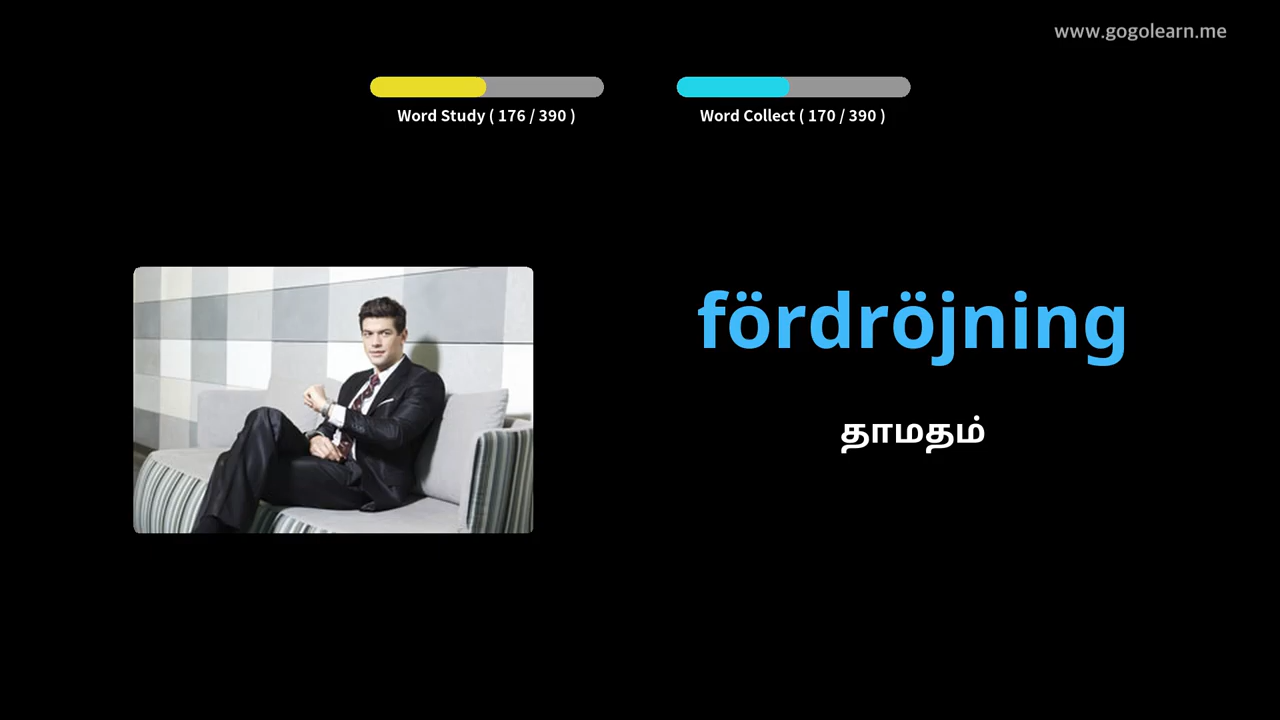 www.gogolearn.me
Word Study ( 176 / 390 )
Word Collect ( 170 / 390 )
fördröjning
தாமதம்